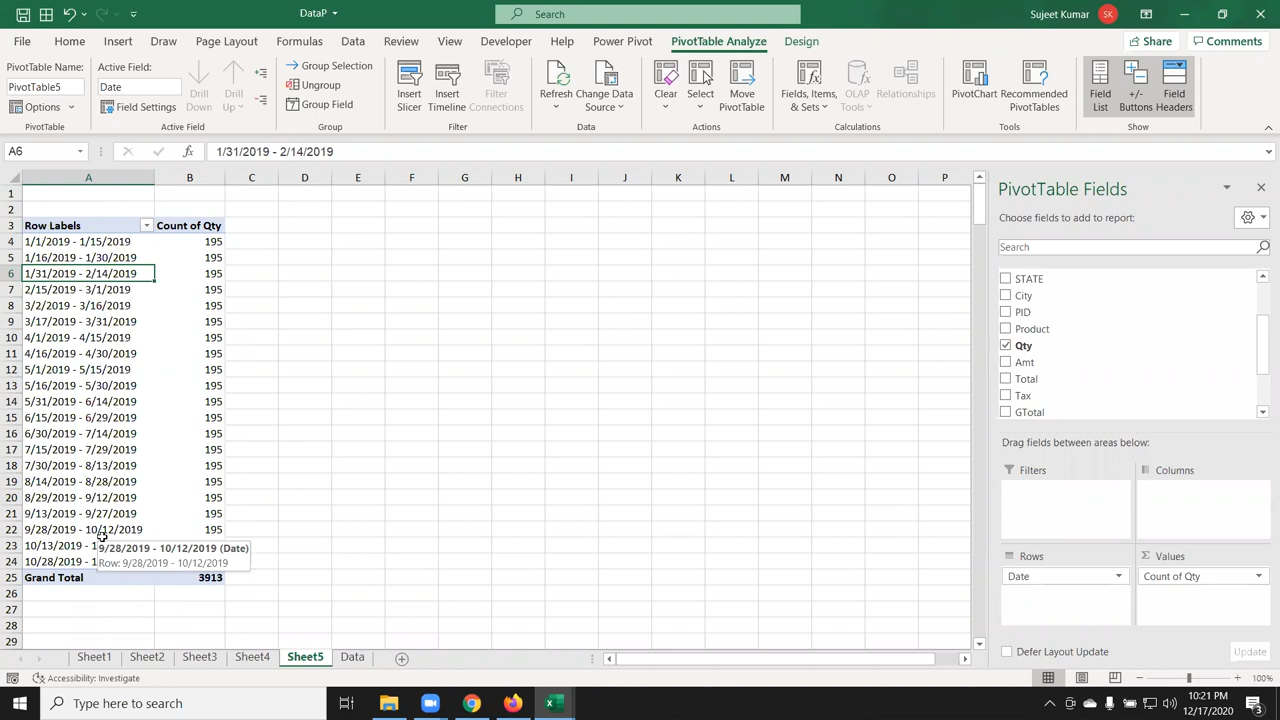 DataP
Search
Sujeet Kumar
SK
File
Home
Insert
Draw
Page Layout
Formulas
Data
Review
View
Developer
Help
Power Pivot
PivotTable Analyze
Design
Share
Comments
PivotTable Name:
PivotTable5
Options
PivotTable
Active Field:
Date
Field Settings
Drill Down
Drill Up
Active Field
Group Selection
Ungroup
Group Field
Group
Insert Slicer
Insert Timeline
Filter Connections
Filter
Refresh
Change Data Source
Data
Clear
Select
Move PivotTable
Actions
Fields, Items, & Sets
OLAP Tools
Relationships
Calculations
PivotChart
Recommended PivotTables
Tools
Field List
+/- Buttons
Field Headers
Show
A6
fx
1/31/2019 - 2/14/2019
A B C D E F G H I J K L M N O P
1
2
3 Row Labels Count of Qty
4 1/1/2019 - 1/15/2019 195
5 1/16/2019 - 1/30/2019 195
6 1/31/2019 - 2/14/2019 195
7 2/15/2019 - 3/1/2019 195
8 3/2/2019 - 3/16/2019 195
9 3/17/2019 - 3/31/2019 195
10 4/1/2019 - 4/15/2019 195
11 4/16/2019 - 4/30/2019 195
12 5/1/2019 - 5/15/2019 195
13 5/16/2019 - 5/30/2019 195
14 5/31/2019 - 6/14/2019 195
15 6/15/2019 - 6/29/2019 195
16 6/30/2019 - 7/14/2019 195
17 7/15/2019 - 7/29/2019 195
18 7/30/2019 - 8/13/2019 195
19 8/14/2019 - 8/28/2019 195
20 8/29/2019 - 9/12/2019 195
21 9/13/2019 - 9/27/2019 195
22 9/28/2019 - 10/12/2019 195
23 10/13/2019 - 1
24 10/28/2019 - 1
25 Grand Total 3913
26
27
28
29
9/28/2019 - 10/12/2019 (Date)
Row: 9/28/2019 - 10/12/2019
PivotTable Fields
Choose fields to add to report:
Search
STATE
City
PID
Product
Qty
Amt
Total
Tax
GTotal
Drag fields between areas below:
Filters
Columns
Rows
Date
Values
Count of Qty
Defer Layout Update
Update
Sheet1
Sheet2
Sheet3
Sheet4
Sheet5
Data
Accessibility: Investigate
100%
Type here to search
10:21 PM
12/17/2020
3